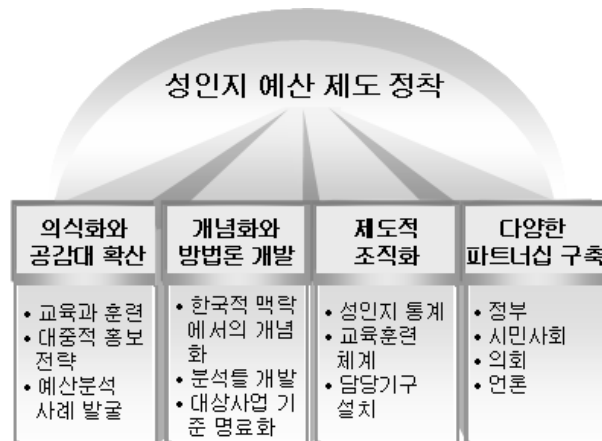 성인지 예산 제도 정착
의식화와
공감대 확산
• 교육과 훈련
• 대중적 홍보
전략
• 예산분석
사례 발굴
개념화와
방법론 개발
• 한국적 맥락
에서의 개념
화
• 분석틀 개발
• 대상사업 기
준 명료화
제도적
조직화
• 성인지 통계
• 교육훈련
체계
• 담당기구
설치
다양한
파트너십 구축
• 정부
• 시민사회
• 의회
• 언론